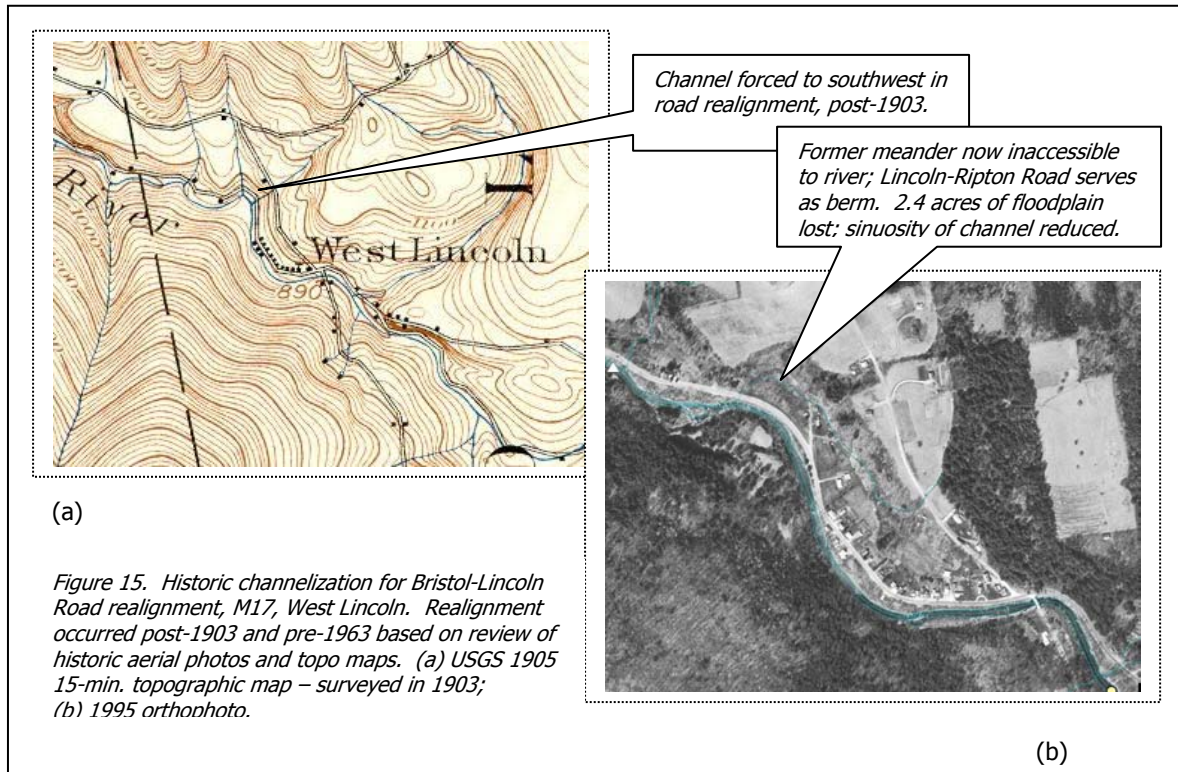 Channel forced to southwest in
road realignment, post-1903.
Former meander now inaccessible
to river; Lincoln-Ripton Road serves
as berm. 2.4 acres of floodplain
lost; sinuosity of channel reduced.
River
West Lincoln
890
(a)
Figure 15. Historic channelization for Bristol-Lincoln
Road realignment, M17, West Lincoln. Realignment
occurred post-1903 and pre-1963 based on review of
historic aerial photos and topo maps. (a) USGS 1905
15-min. topographic map – surveyed in 1903;
(b) 1995 orthophoto.
(b)